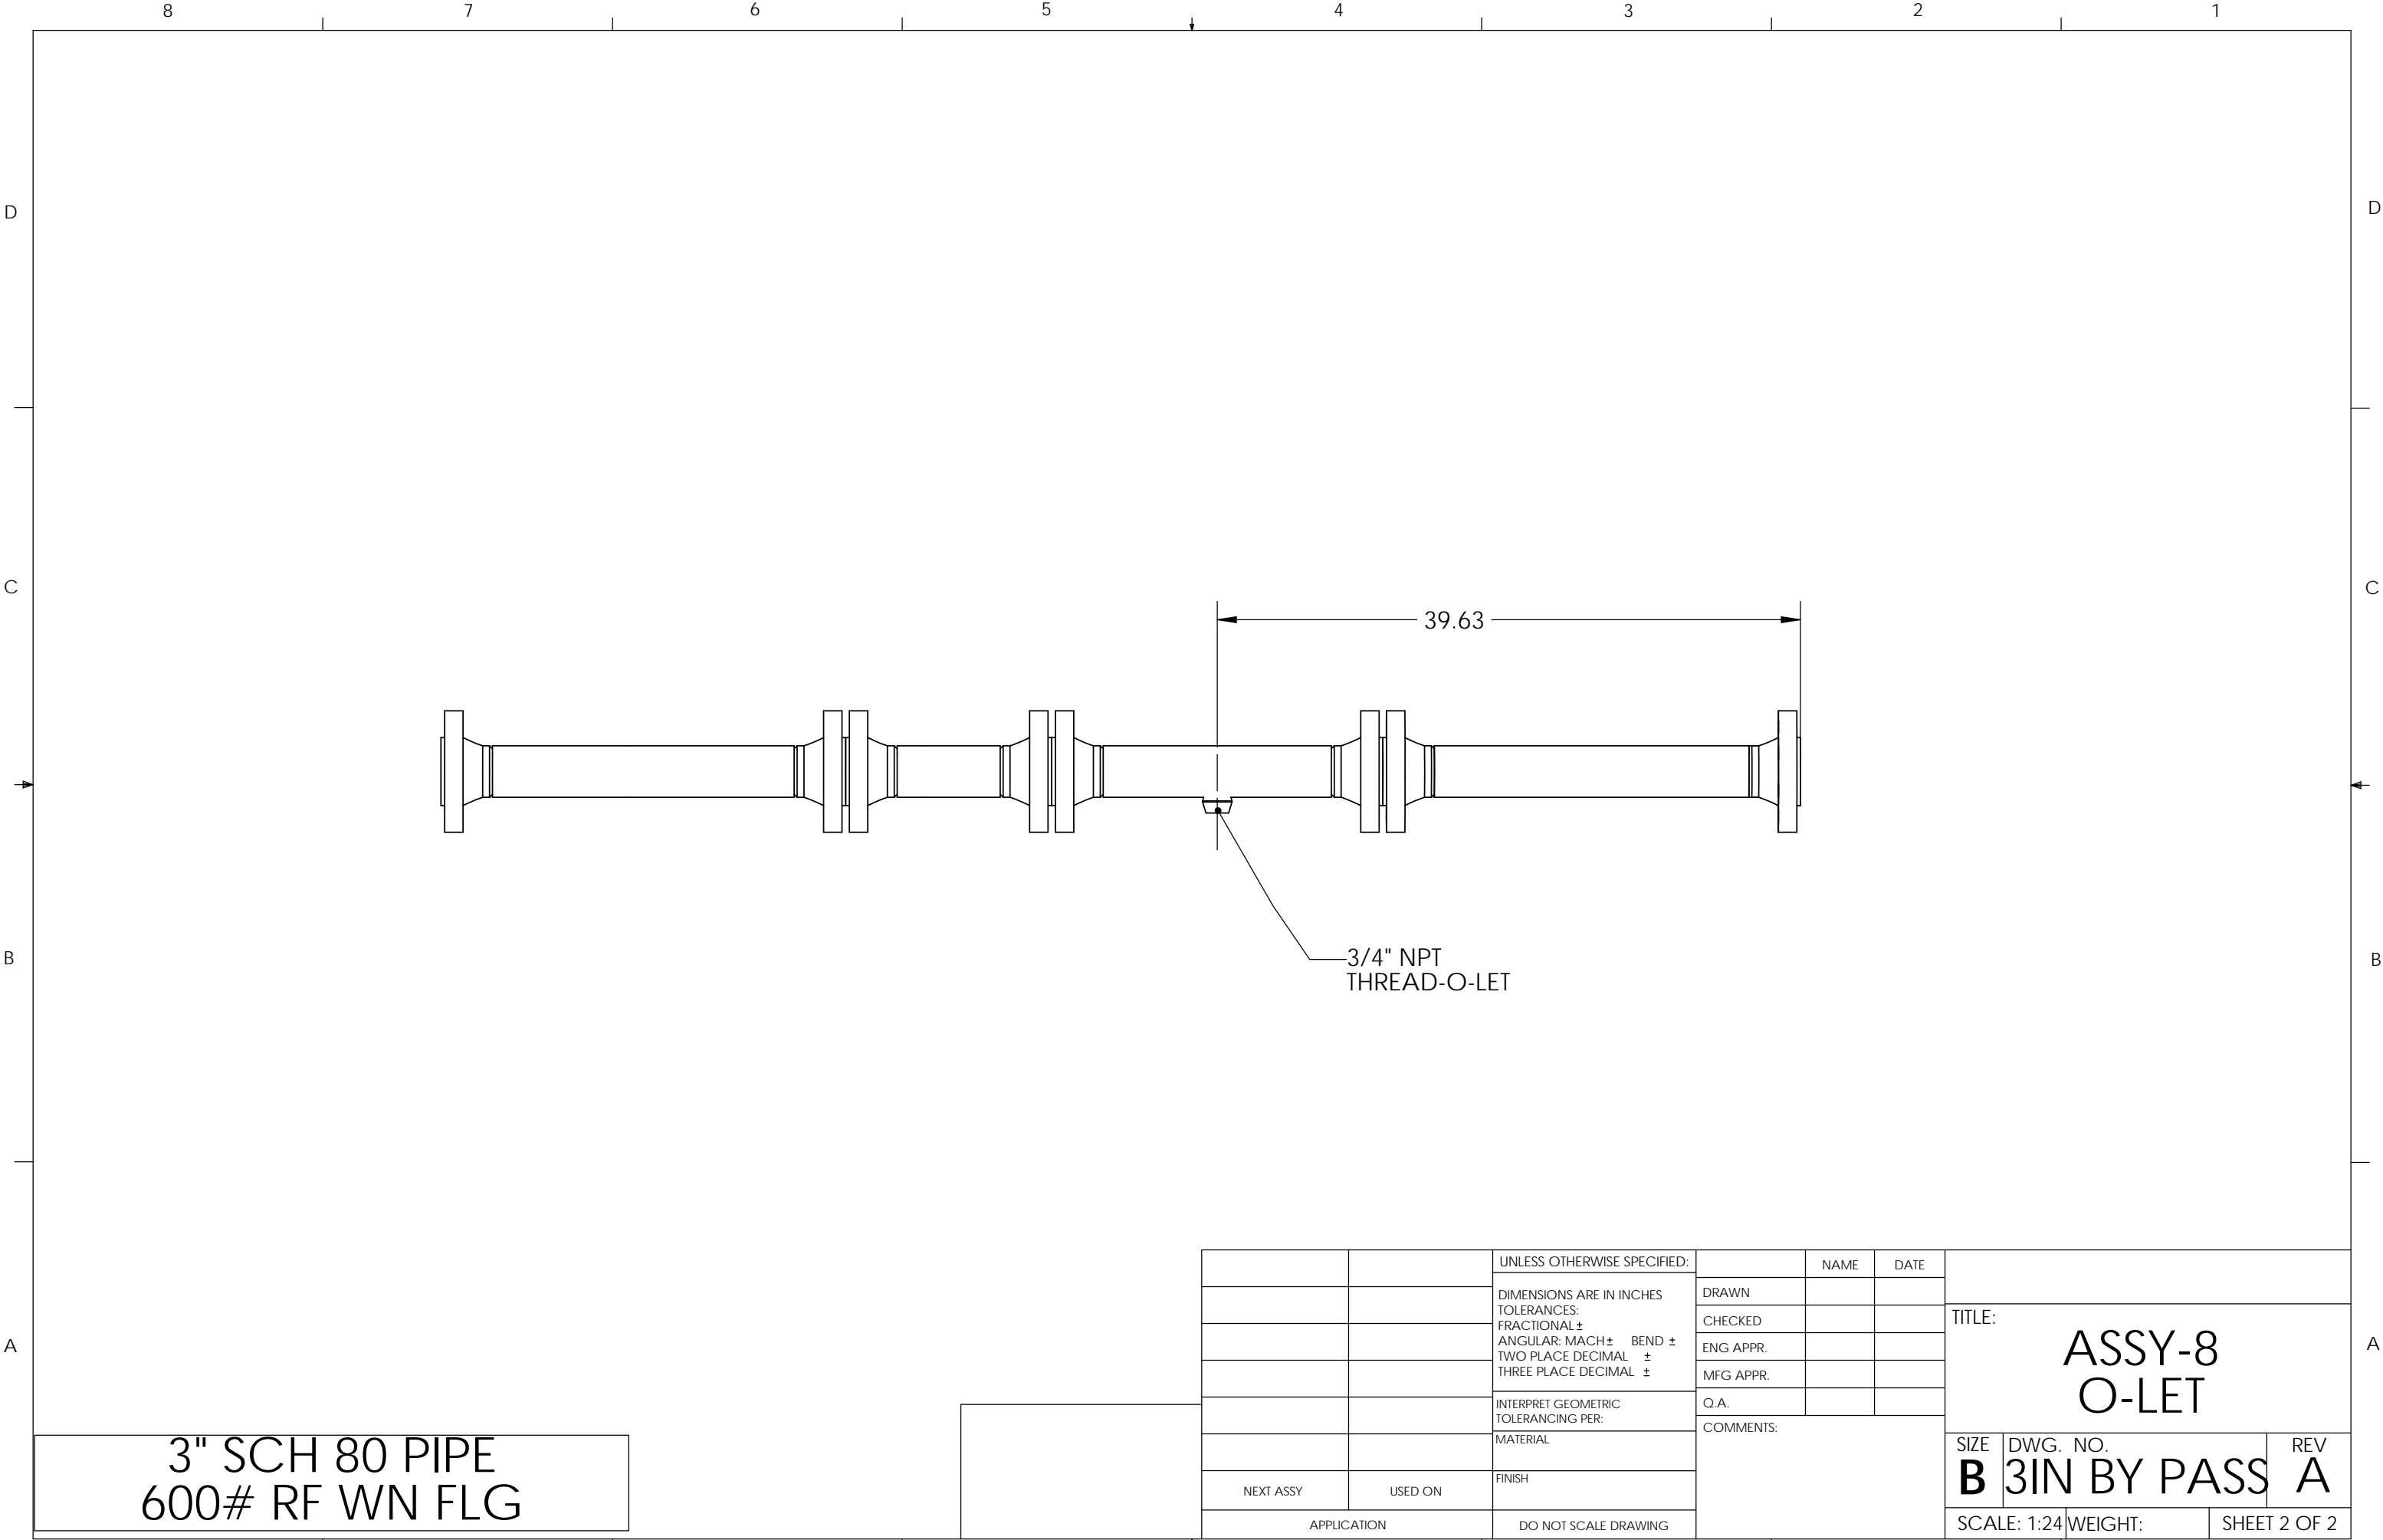 8 7 6 5 4 3 2 1
D D
C C
39.63
3/4" NPT
THREAD-O-LET
B B
A A
3" SCH 80 PIPE
600# RF WN FLG
NEXT ASSY USED ON
APPLICATION
UNLESS OTHERWISE SPECIFIED:
DIMENSIONS ARE IN INCHES
TOLERANCES:
FRACTIONAL ±
ANGULAR: MACH ± BEND ±
TWO PLACE DECIMAL ±
THREE PLACE DECIMAL ±
INTERPRET GEOMETRIC
TOLERANCING PER:
MATERIAL
FINISH
DO NOT SCALE DRAWING
NAME DATE
DRAWN
CHECKED
ENG APPR.
MFG APPR.
Q.A.
COMMENTS:
TITLE:
ASSY-8
O-LET
SIZE DWG. NO. REV
B 3IN BY PASS A
SCALE: 1:24 WEIGHT: SHEET 2 OF 2